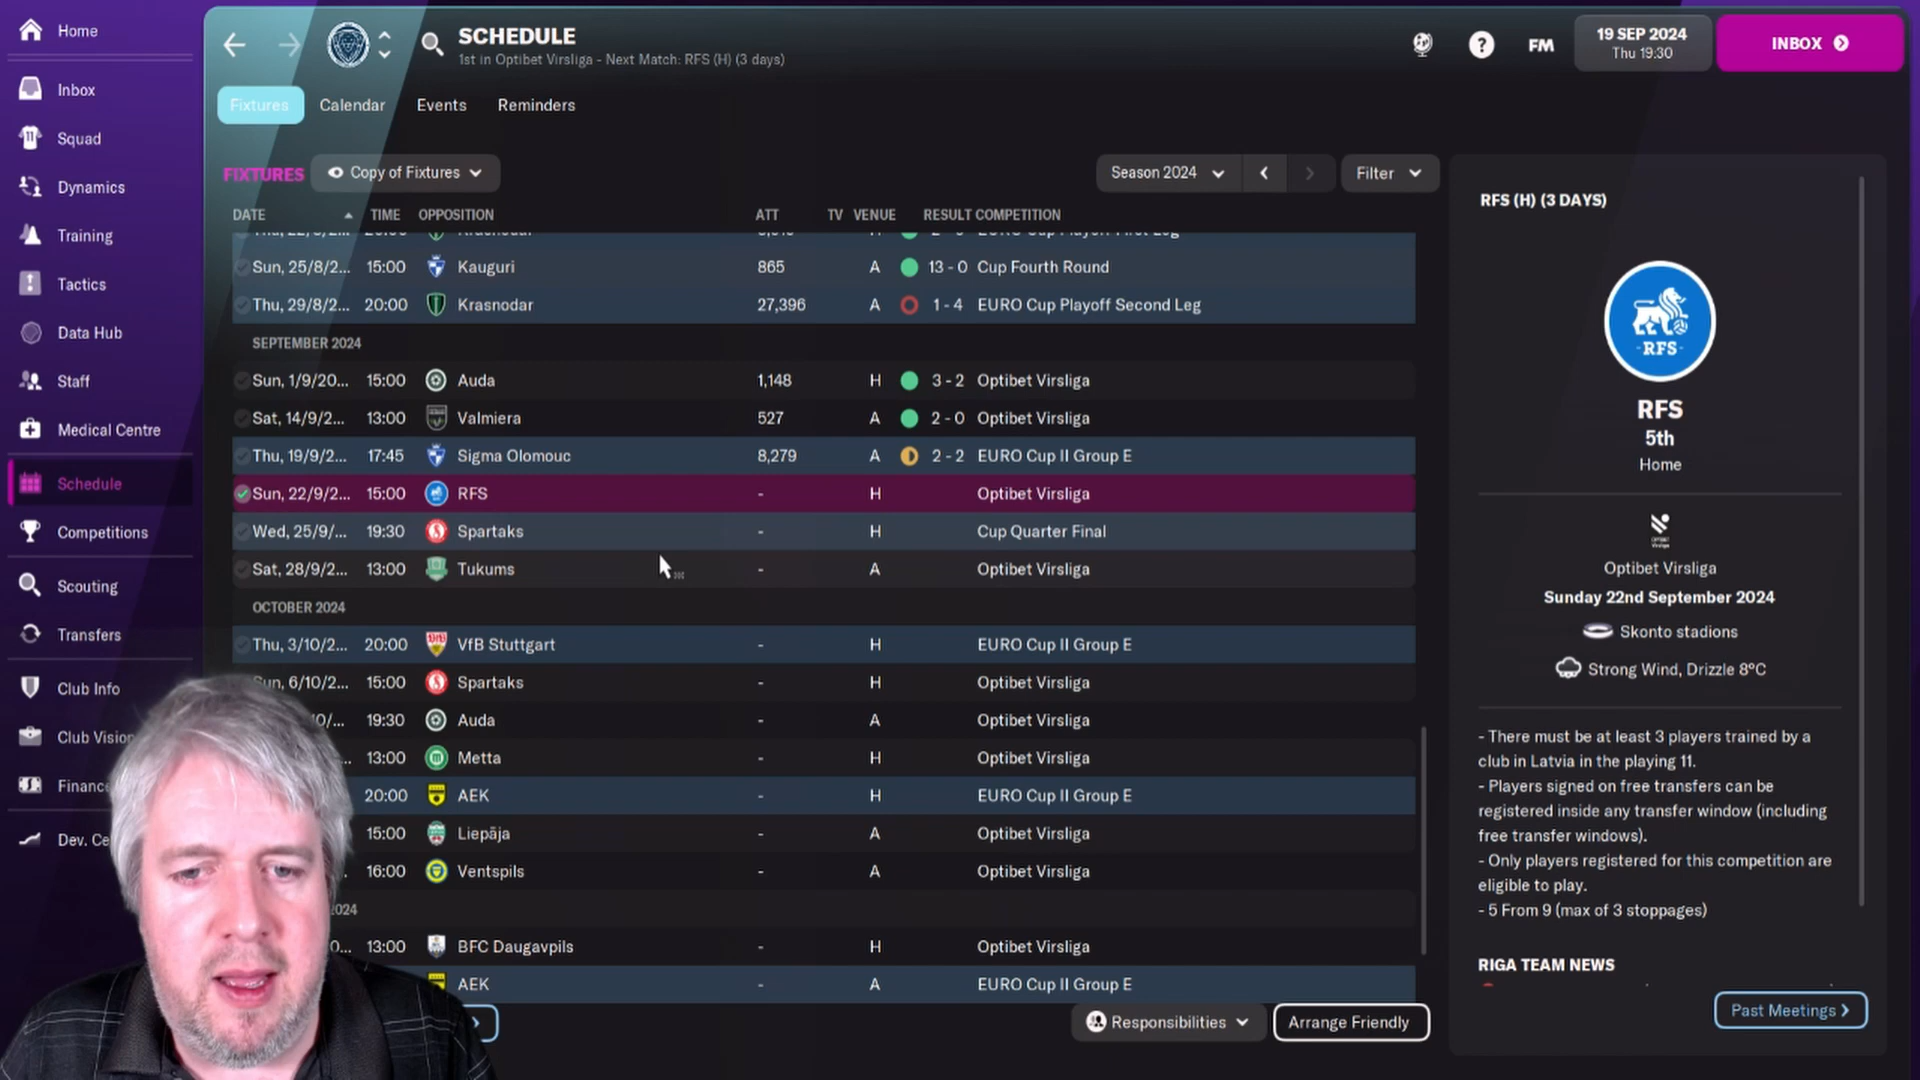 Home
Inbox
Squad
Dynamics
Training
Tactics
Data Hub
Staff
Medical Centre
Schedule
Competitions
Scouting
Transfers
Club Info
Club Vision
Finance
Dev. Ce
SCHEDULE
1st in Optibet Virsliga - Next Match: RFS (H) (3 days)
FM
19 SEP 2024
Thu 19:30
INBOX
Fixtures Calendar Events Reminders
FIXTURES Copy of Fixtures Season 2024 Filter
DATE TIME OPPOSITION ATT TV VENUE RESULT COMPETITION
Sun, 25/8/2... 15:00 Kauguri 865 A 13 - 0 Cup Fourth Round
Thu, 29/8/2... 20:00 Krasnodar 27,396 A 1 - 4 EURO Cup Playoff Second Leg
SEPTEMBER 2024
Sun, 1/9/20... 15:00 Auda 1,148 H 3 - 2 Optibet Virsliga
Sat, 14/9/2... 13:00 Valmiera 527 A 2 - 0 Optibet Virsliga
Thu, 19/9/2... 17:45 Sigma Olomouc 8,279 A 2 - 2 EURO Cup II Group E
Sun, 22/9/2... 15:00 RFS - H Optibet Virsliga
Wed, 25/9/... 19:30 Spartaks - H Cup Quarter Final
Sat, 28/9/2... 13:00 Tukums - A Optibet Virsliga
OCTOBER 2024
Thu, 3/10/2... 20:00 VfB Stuttgart - H EURO Cup II Group E
Sun, 6/10/2... 15:00 Spartaks - H Optibet Virsliga
0/... 19:30 Auda - A Optibet Virsliga
13:00 Metta - H Optibet Virsliga
20:00 AEK - H EURO Cup II Group E
15:00 Liepāja - A Optibet Virsliga
16:00 Ventspils - A Optibet Virsliga
2024
0... 13:00 BFC Daugavpils - H Optibet Virsliga
AEK - A EURO Cup II Group E
Responsibilities Arrange Friendly
RFS (H) (3 DAYS)
-RFS-
RFS
5th
Home
Optibet Virsliga
Sunday 22nd September 2024
Skonto stadions
Strong Wind, Drizzle 8°C
- There must be at least 3 players trained by a
club in Latvia in the playing 11.
- Players signed on free transfers can be
registered inside any transfer window (including
free transfer windows).
- Only players registered for this competition are
eligible to play.
- 5 From 9 (max of 3 stoppages)
RIGA TEAM NEWS
Past Meetings